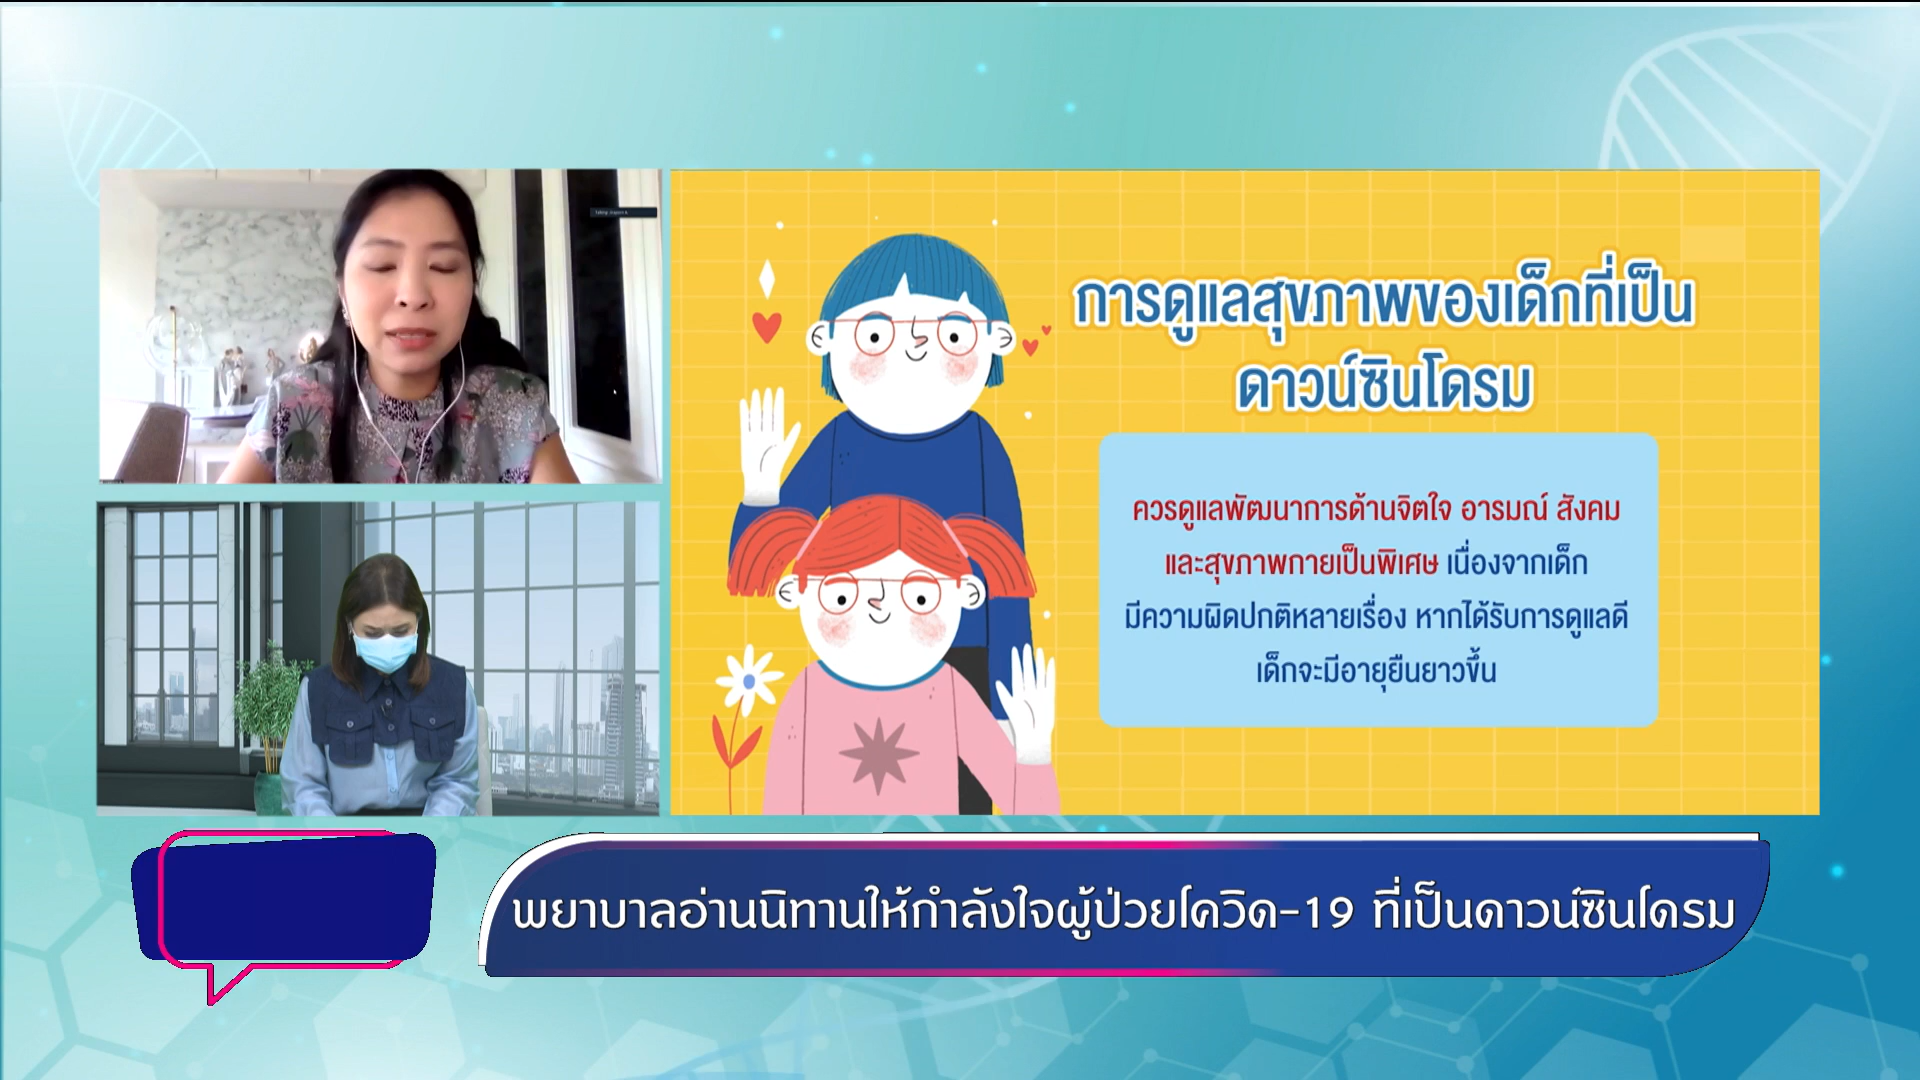 การดูแลสุขภาพของเด็กที่เป็น
ดาวน์ซินโดรม
ควรดูแลพัฒนาการด้านจิตใจ อารมณ์ สังคม
และสุขภาพกายเป็นพิเศษ เนื่องจากเด็ก
มีความผิดปกติหลายเรื่อง หากได้รับการดูแลดี
เด็กจะมีอายุยืนยาวขึ้น
พยาบาลอ่านนิทานให้กำลังใจผู้ป่วยโควิด-19 ที่เป็นดาวน์ซินโดรม